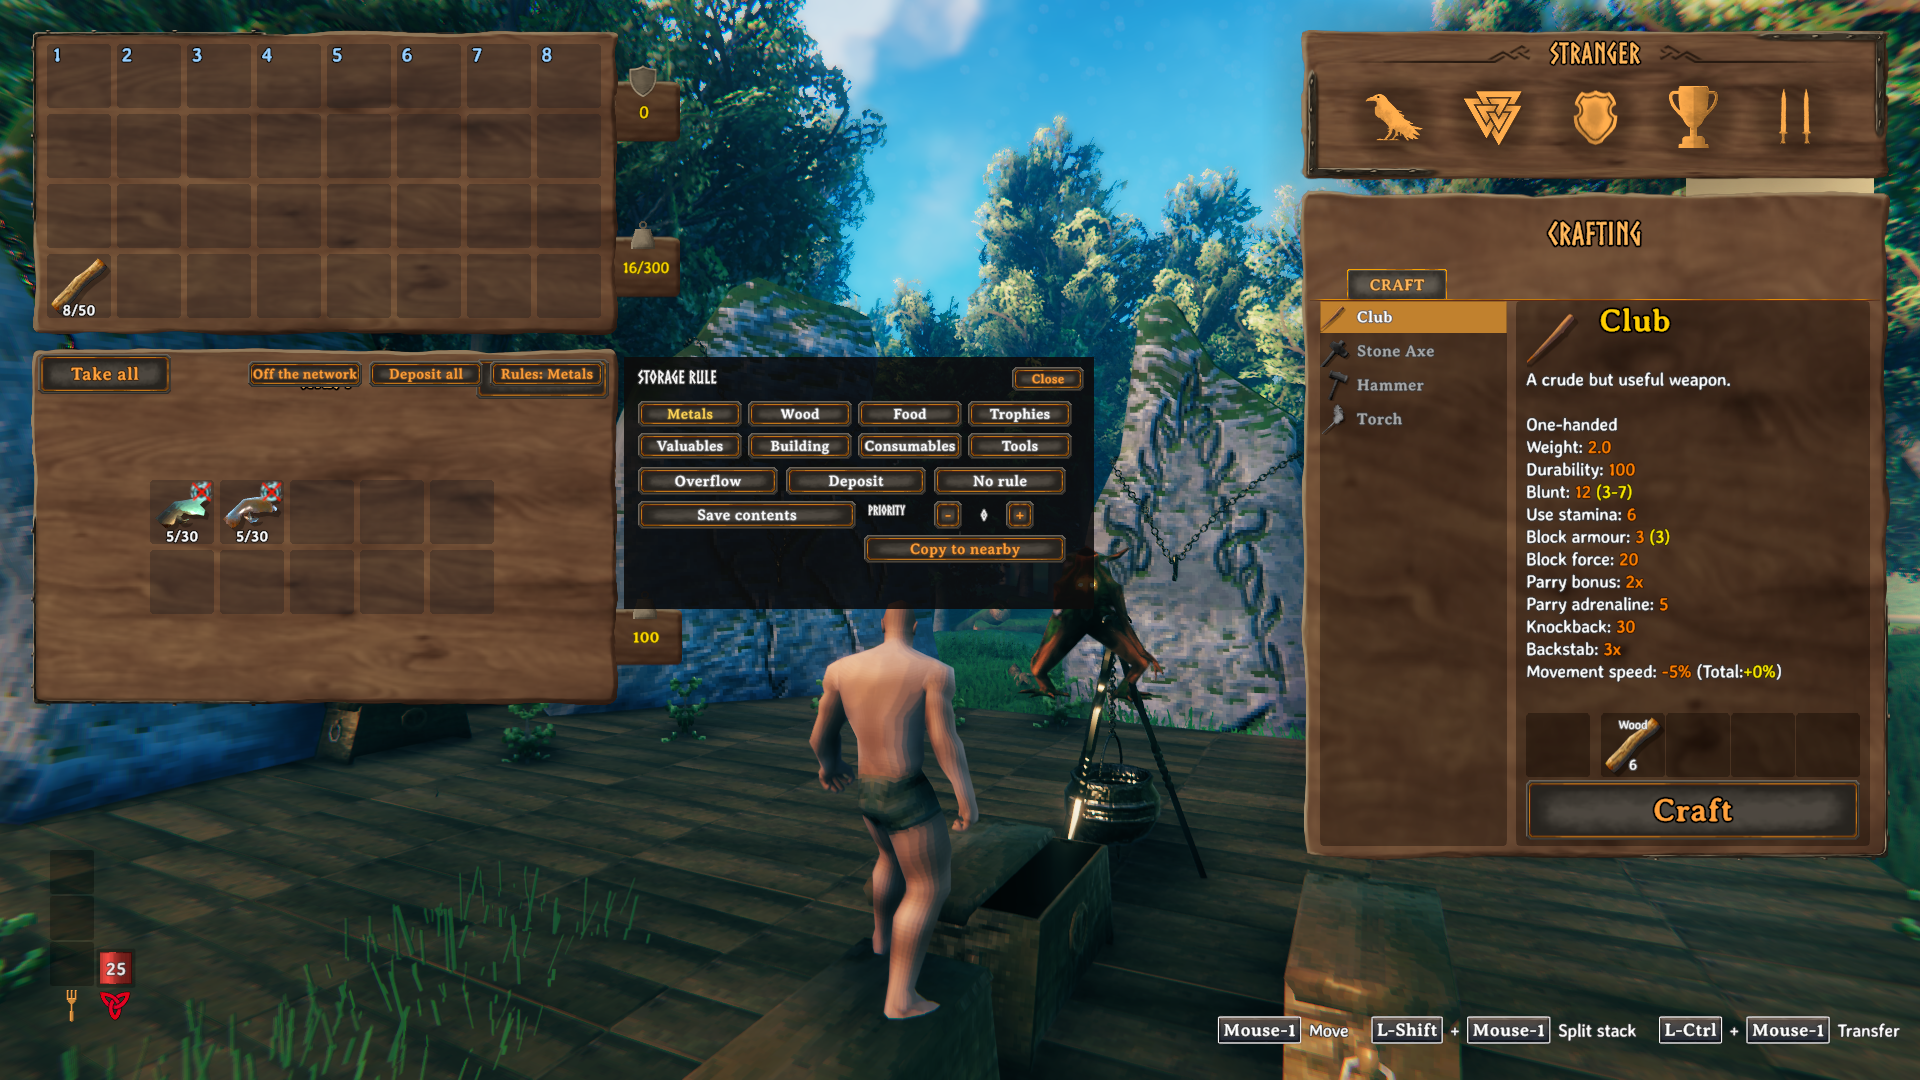 1 2 3 4 5 6 7 8
0
16/300
8/50
Take all
Off the network
Deposit all
Rules: Metals
5/30
5/30
100
STORAGE RULE
Close
Metals
Wood
Food
Trophies
Valuables
Building
Consumables
Tools
Overflow
Deposit
No rule
Save contents
PRIORITY
-
+
Copy to nearby
STRANGER
CRAFTING
CRAFT
Club
Stone Axe
Hammer
Torch
Club
A crude but useful weapon.
One-handed
Weight: 2.0
Durability: 100
Blunt: 12 (3-7)
Use stamina: 6
Block armour: 3 (3)
Block force: 20
Parry bonus: 2x
Parry adrenaline: 5
Knockback: 30
Backstab: 3x
Movement speed: -5% (Total:+0%)
Wood
6
Craft
25
Mouse-1 Move L-Shift + Mouse-1 Split stack L-Ctrl + Mouse-1 Transfer